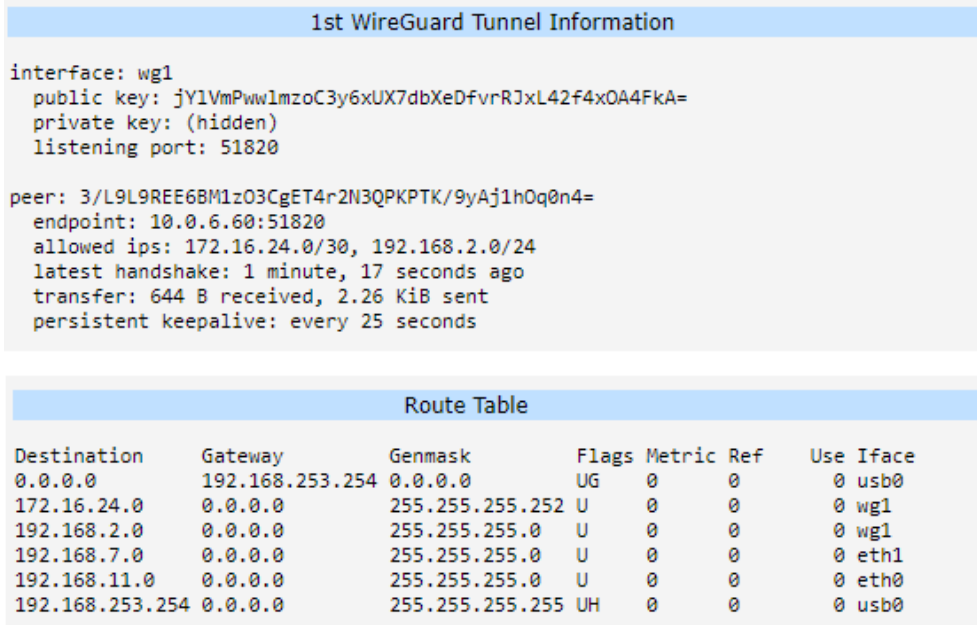 1st WireGuard Tunnel Information
interface: wg1
public key: jYlVmPwwlmzoC3y6xUX7dbXeDfvrRJxL42f4xOA4FkA=
private key: (hidden)
listening port: 51820
peer: 3/L9L9REE6BM1zO3CgET4r2N3QPKPTK/9yAj1hOq0n4=
endpoint: 10.0.6.60:51820
allowed ips: 172.16.24.0/30, 192.168.2.0/24
latest handshake: 1 minute, 17 seconds ago
transfer: 644 B received, 2.26 KiB sent
persistent keepalive: every 25 seconds
Route Table
Destination Gateway Genmask Flags Metric Ref Use Iface
0.0.0.0 192.168.253.254 0.0.0.0 UG 0 0 0 usb0
172.16.24.0 0.0.0.0 255.255.255.252 U 0 0 0 wg1
192.168.2.0 0.0.0.0 255.255.255.0 U 0 0 0 wg1
192.168.7.0 0.0.0.0 255.255.255.0 U 0 0 0 eth1
192.168.11.0 0.0.0.0 255.255.255.0 U 0 0 0 eth0
192.168.253.254 0.0.0.0 255.255.255.255 UH 0 0 0 usb0